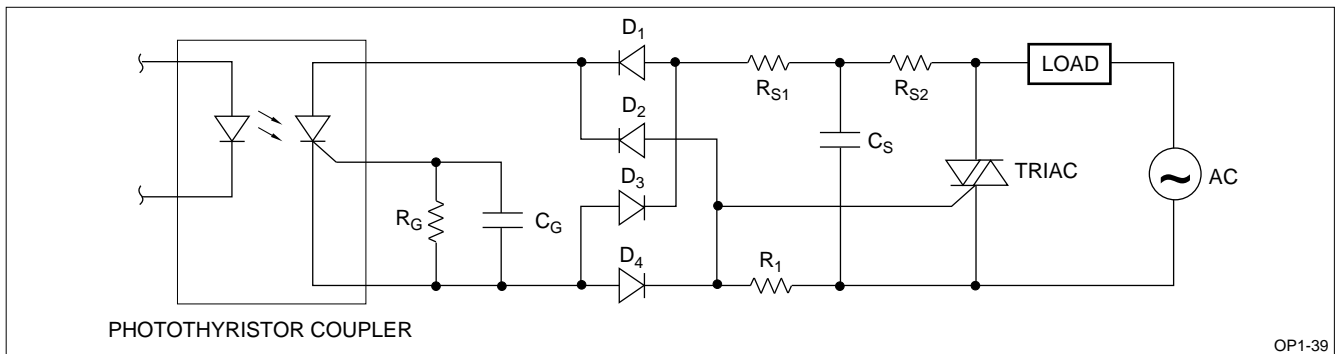 D1
LOAD
RS1
RS2
D2
CS
TRIAC
AC
~
D3
RG
CG
D4
R1
PHOTOTHYRISTOR COUPLER
OP1-39